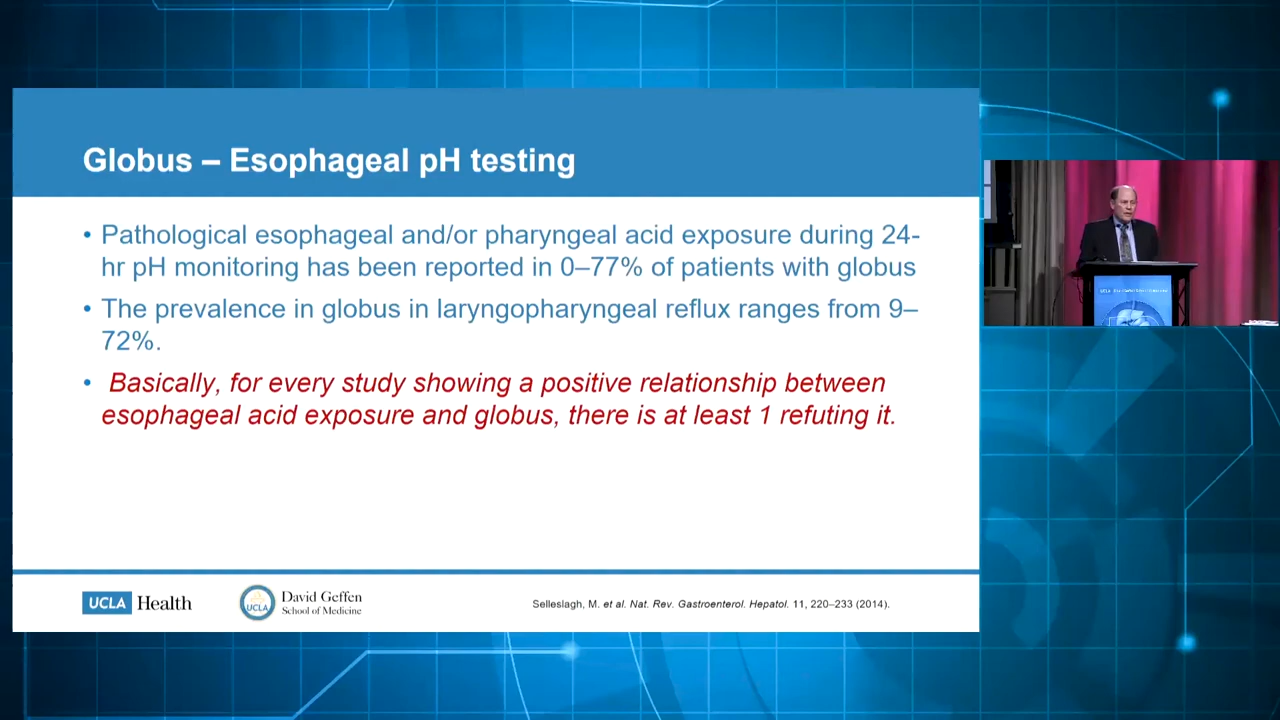 Globus – Esophageal pH testing
• Pathological esophageal and/or pharyngeal acid exposure during 24-
hr pH monitoring has been reported in 0–77% of patients with globus
• The prevalence in globus in laryngopharyngeal reflux ranges from 9–
72%.
• Basically, for every study showing a positive relationship between
esophageal acid exposure and globus, there is at least 1 refuting it.
UCLA Health
UCLA
David Geffen
School of Medicine
Selleslagh, M. et al. Nat. Rev. Gastroenterol. Hepatol. 11, 220–233 (2014).
UCLA